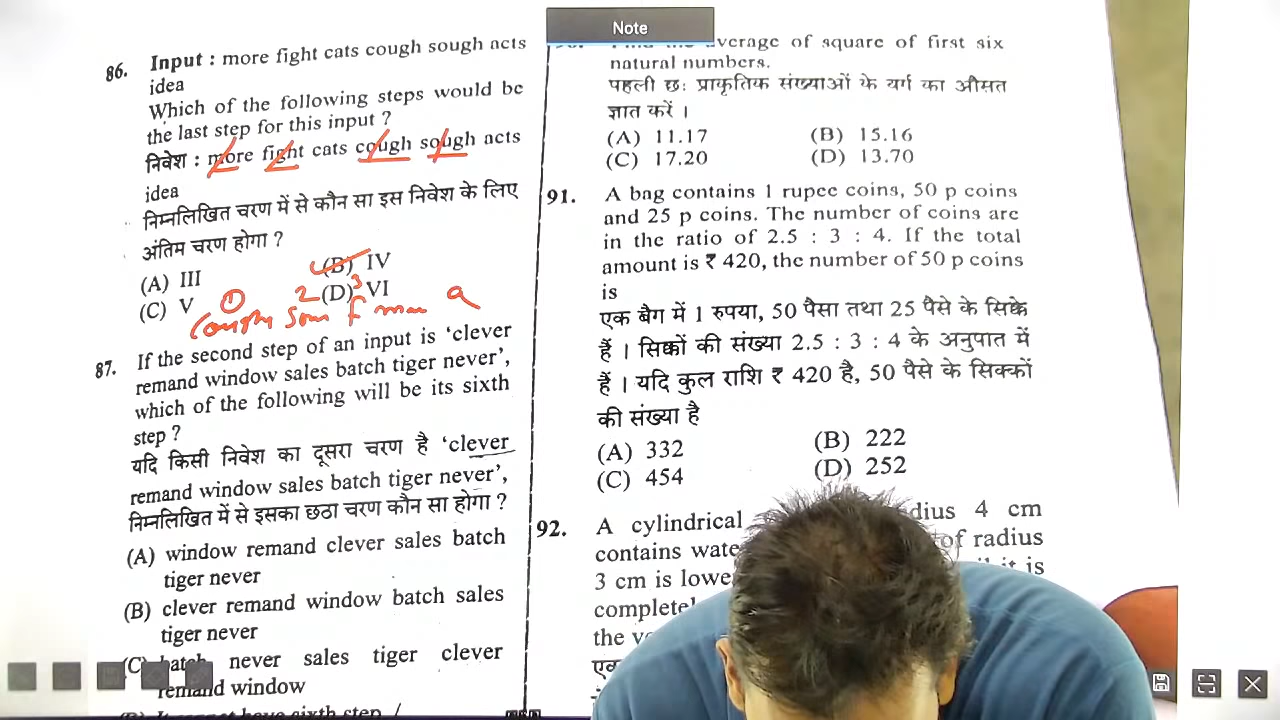 Note
86. Input : more fight cats cough sough acts
idea
Which of the following steps would be
the last step for this input ?
निवेश : more fight cats cough sough acts
idea
निम्नलिखित चरण में से कौन सा इस निवेश के लिए
अंतिम चरण होगा ?
(A) III (B) IV
(C) V (D) VI
87. If the second step of an input is ‘clever
remand window sales batch tiger never’,
which of the following will be its sixth
step ?
यदि किसी निवेश का दूसरा चरण है ‘clever
remand window sales batch tiger never’,
निम्नलिखित में से इसका छठा चरण कौन सा होगा ?
(A) window remand clever sales batch
tiger never
(B) clever remand window batch sales
tiger never
(C) batch never sales tiger clever
remand window
average of square of first six
natural numbers.
पहली छः प्राकृतिक संख्याओं के वर्ग का औसत
ज्ञात करें ।
(A) 11.17 (B) 15.16
(C) 17.20 (D) 13.70
91. A bag contains 1 rupee coins, 50 p coins
and 25 p coins. The number of coins are
in the ratio of 2.5 : 3 : 4. If the total
amount is ₹ 420, the number of 50 p coins
is
एक बैग में 1 रुपया, 50 पैसा तथा 25 पैसे के सिक्के
हैं । सिक्कों की संख्या 2.5 : 3 : 4 के अनुपात में
हैं । यदि कुल राशि ₹ 420 है, 50 पैसे के सिक्कों
की संख्या है
(A) 332 (B) 222
(C) 454 (D) 252
92. A cylindrical 4 cm
contains of radius
3 cm is is
the